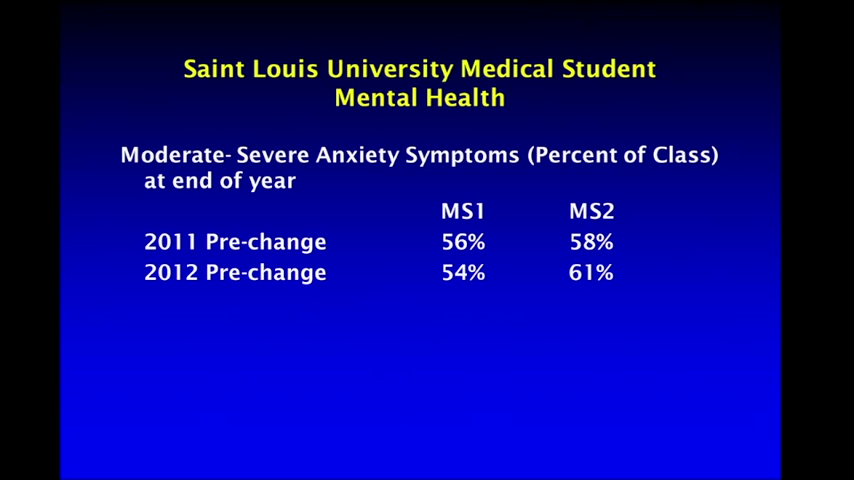 Saint Louis University Medical Student
Mental Health
Moderate- Severe Anxiety Symptoms (Percent of Class)
at end of year
MS1 MS2
2011 Pre-change 56% 58%
2012 Pre-change 54% 61%